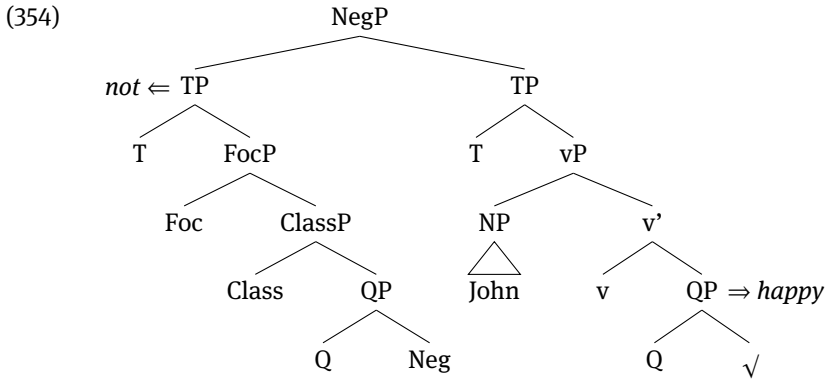 (354) NegP
not ⇐ TP TP
T FocP T vP
Foc ClassP NP v'
Class QP John v QP ⇒ happy
Q Neg Q √